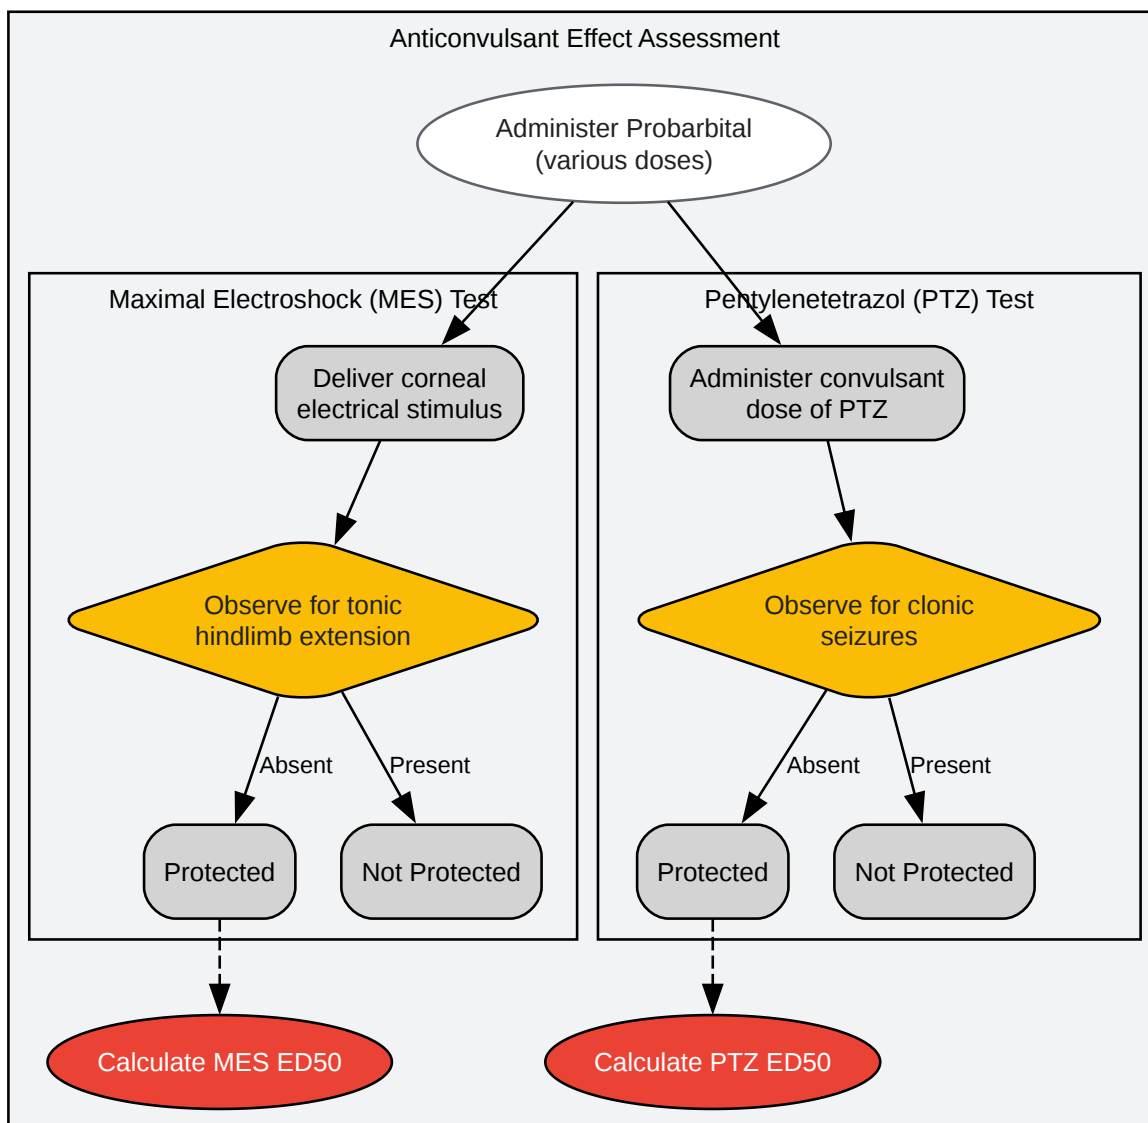 Anticonvulsant Effect Assessment
Administer Probarbital
(various doses)
Maximal Electroshock (MES) Test
Deliver corneal
electrical stimulus
Observe for tonic
hindlimb extension
Absent
Present
Protected
Not Protected
Calculate MES ED50
Pentylenetetrazol (PTZ) Test
Administer convulsant
dose of PTZ
Observe for clonic
seizures
Absent
Present
Protected
Not Protected
Calculate PTZ ED50